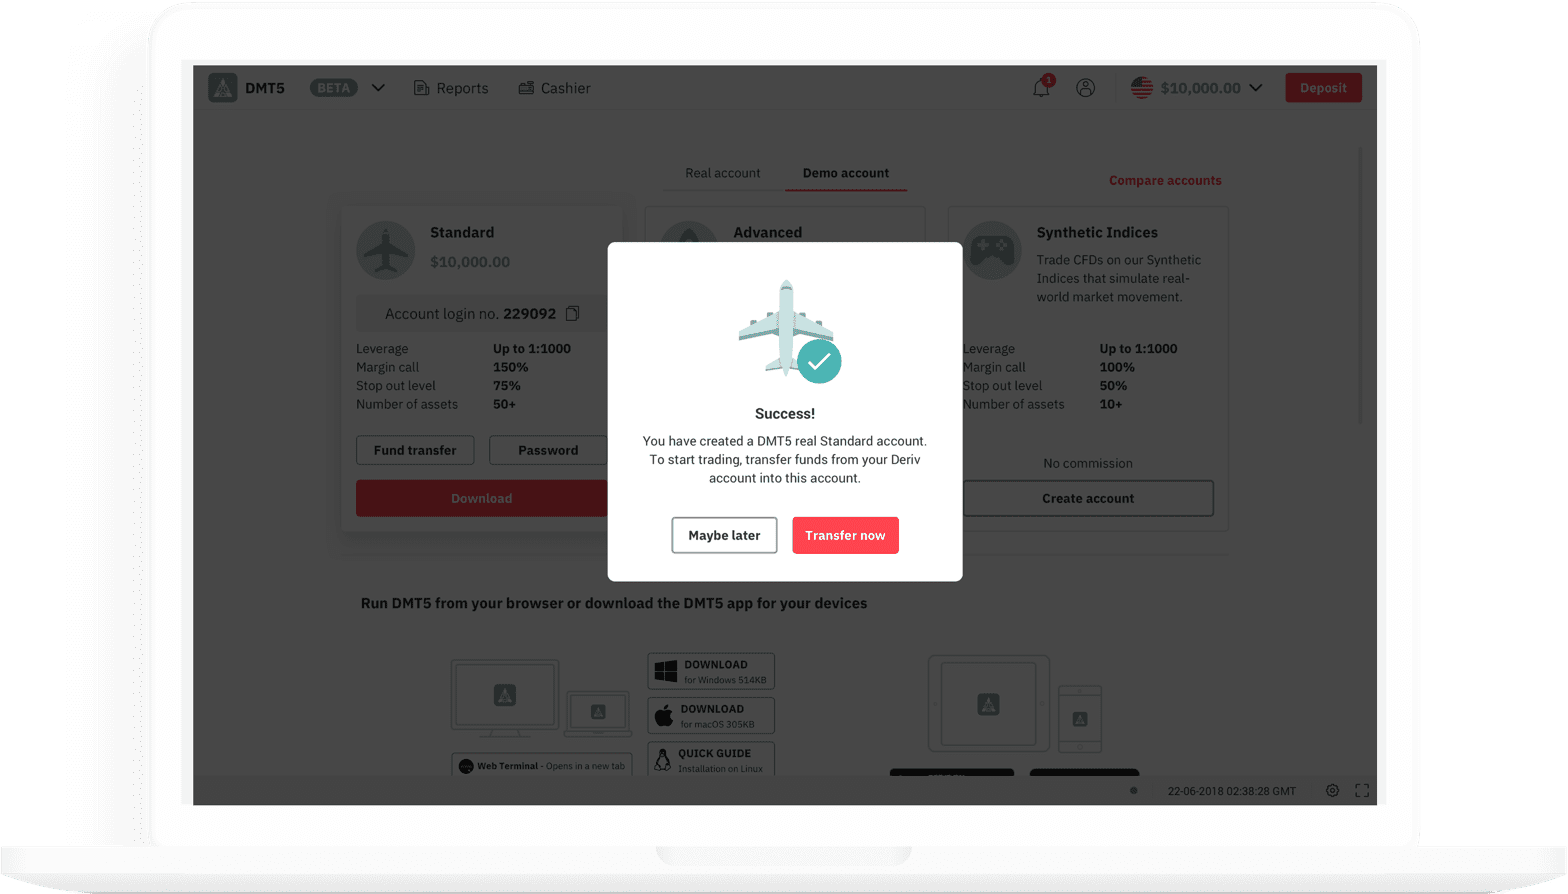 DMT5 BETA Reports Cashier 1 $10,000.00 Deposit
Real account Demo account
Compare accounts
Standard
$10,000.00
Account login no. 229092
Leverage Up to 1:1000
Margin call 150%
Stop out level 75%
Number of assets 50+
Fund transfer Password
Download
Advanced
Success!
You have created a DMT5 real Standard account.
To start trading, transfer funds from your Deriv
account into this account.
Maybe later Transfer now
Synthetic Indices
Trade CFDs on our Synthetic
Indices that simulate real-
world market movement.
Leverage Up to 1:1000
Margin call 100%
Stop out level 50%
Number of assets 10+
No commission
Create account
Run DMT5 from your browser or download the DMT5 app for your devices
DOWNLOAD
for Windows 514KB
DOWNLOAD
for macOS 305KB
QUICK GUIDE
Installation on Linux
Web Terminal - Opens in a new tab
22-06-2018 02:38:28 GMT